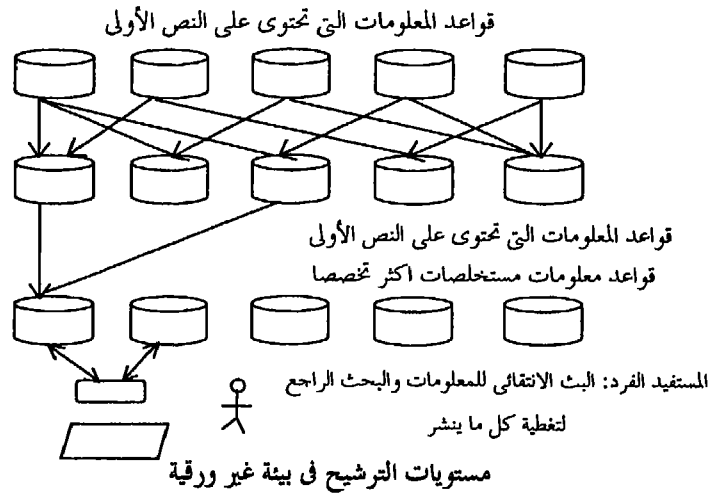 قواعد المعلومات التى تحتوى على النص الأولى
قواعد المعلومات التى تحتوى على النص الأولى
قواعد معلومات مستخلصات اكثر تخصصا
المستفيد الفرد: البث الانتقائى للمعلومات والبحث الراجع
لتغطية كل ما ينشر
مستويات الترشيح فى بيئة غير ورقية